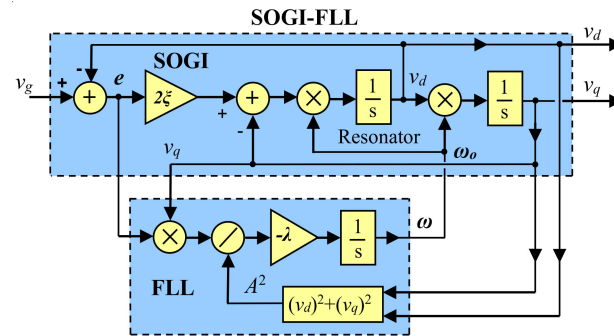 SOGI-FLL
v_d
SOGI
v_g
+
-
+
e
2ξ
+
-
+
×
1/s
v_d
×
1/s
v_q
Resonator
v_q
ω_o
×
/
-λ
1/s
ω
FLL
A²
(v_d)²+(v_q)²